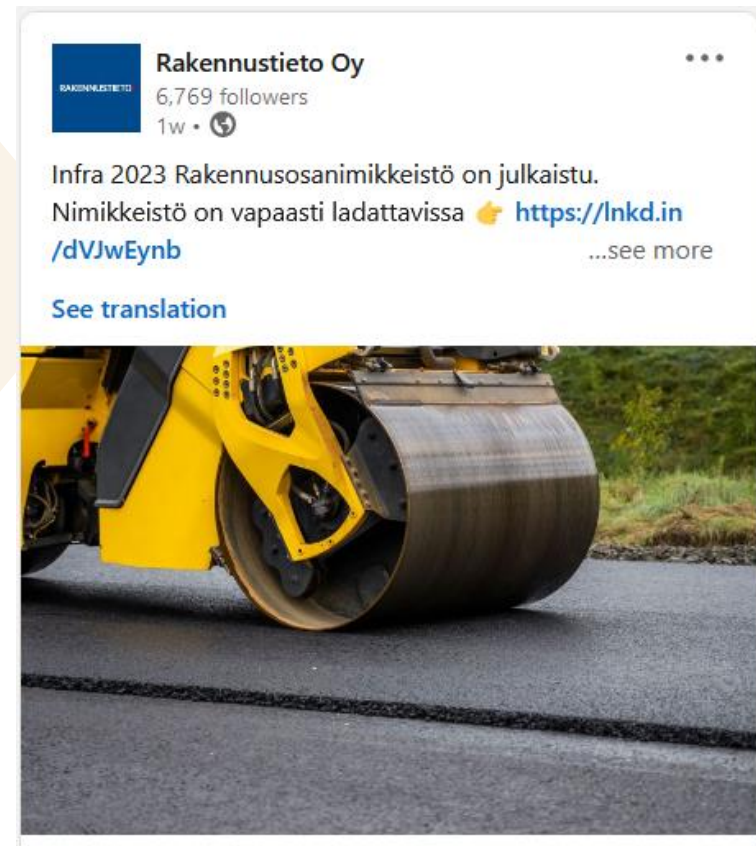 RAKENNUSTIETO
Rakennustieto Oy
6,769 followers
1w •
Infra 2023 Rakennusosanimikkeistö on julkaistu.
Nimikkeistö on vapaasti ladattavissa 👉 https://lnkd.in
/dVJwEynb ...see more
See translation